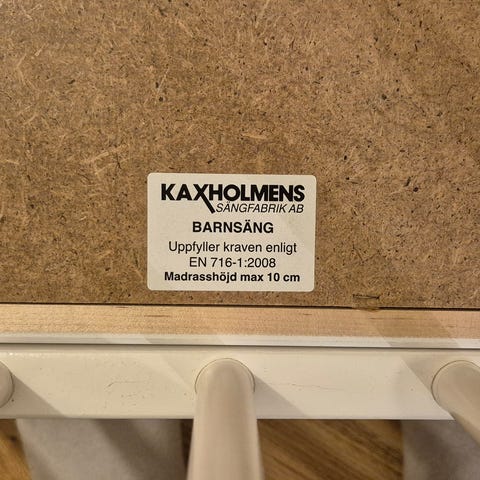 KAXHOLMENS
SÄNGFABRIK AB
BARNSÄNG
Uppfyller kraven enligt
EN 716-1:2008
Madrasshöjd max 10 cm